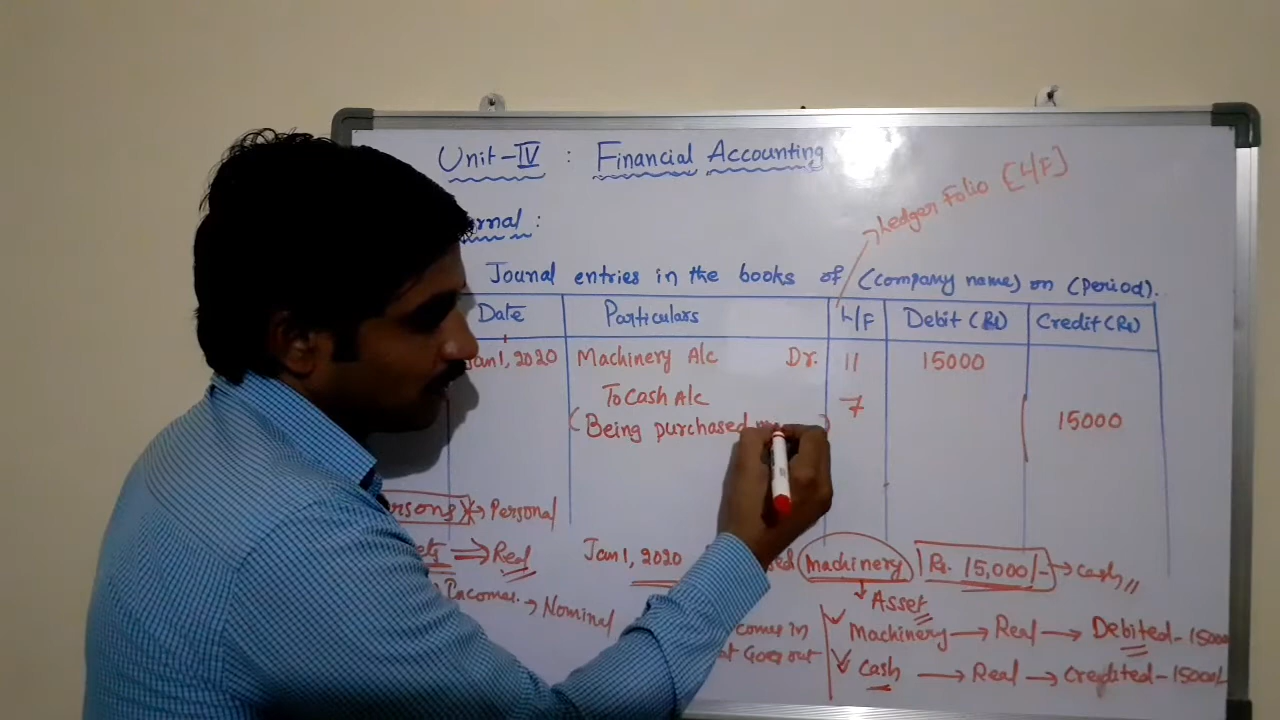 Unit-IV : Financial Accounting
rnal :
Ledger Folio [L/F]
Jounal entries in the books of (company name) on (period).
Date Particulars L/F Debit (Rs) Credit (Rs)
Jan 1, 2020 Machinery A/c Dr. 11 15000
To Cash A/c 7
(Being purchased ) 15000
rsons) → Personal
ets ⇒ Real Jan 1, 2020 sed Machinery Rs. 15,000/- → cash,,
Incomes. → Nominal Asset
comes in Machinery → Real → Debited - 15000
at Goes out Cash → Real → Credited - 15000/-